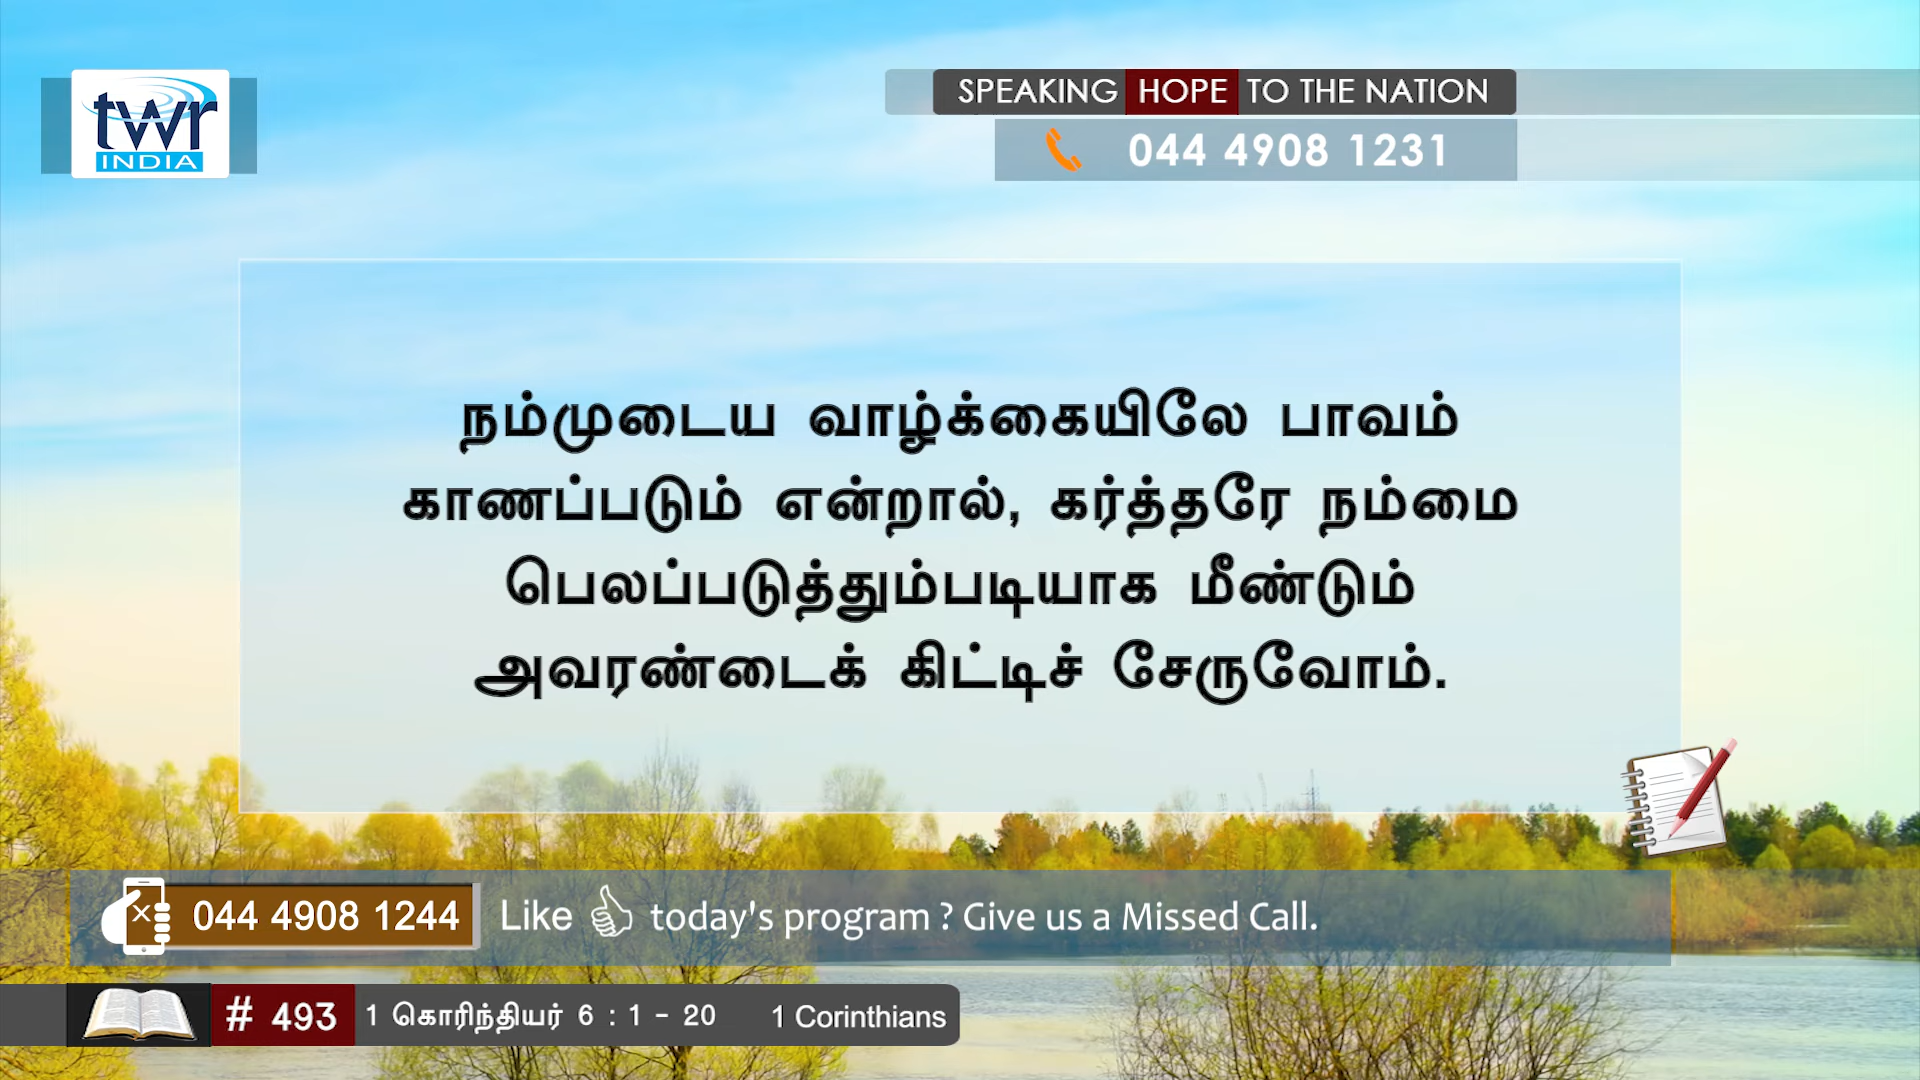 twr
INDIA
SPEAKING HOPE TO THE NATION
044 4908 1231
நம்முடைய வாழ்க்கையிலே பாவம்
காணப்படும் என்றால், கர்த்தரே நம்மை
பெலப்படுத்தும்படியாக மீண்டும்
அவரண்டைக் கிட்டிச் சேருவோம்.
044 4908 1244 Like today's program ? Give us a Missed Call.
# 493 1 கொரிந்தியர் 6 : 1 - 20 1 Corinthians